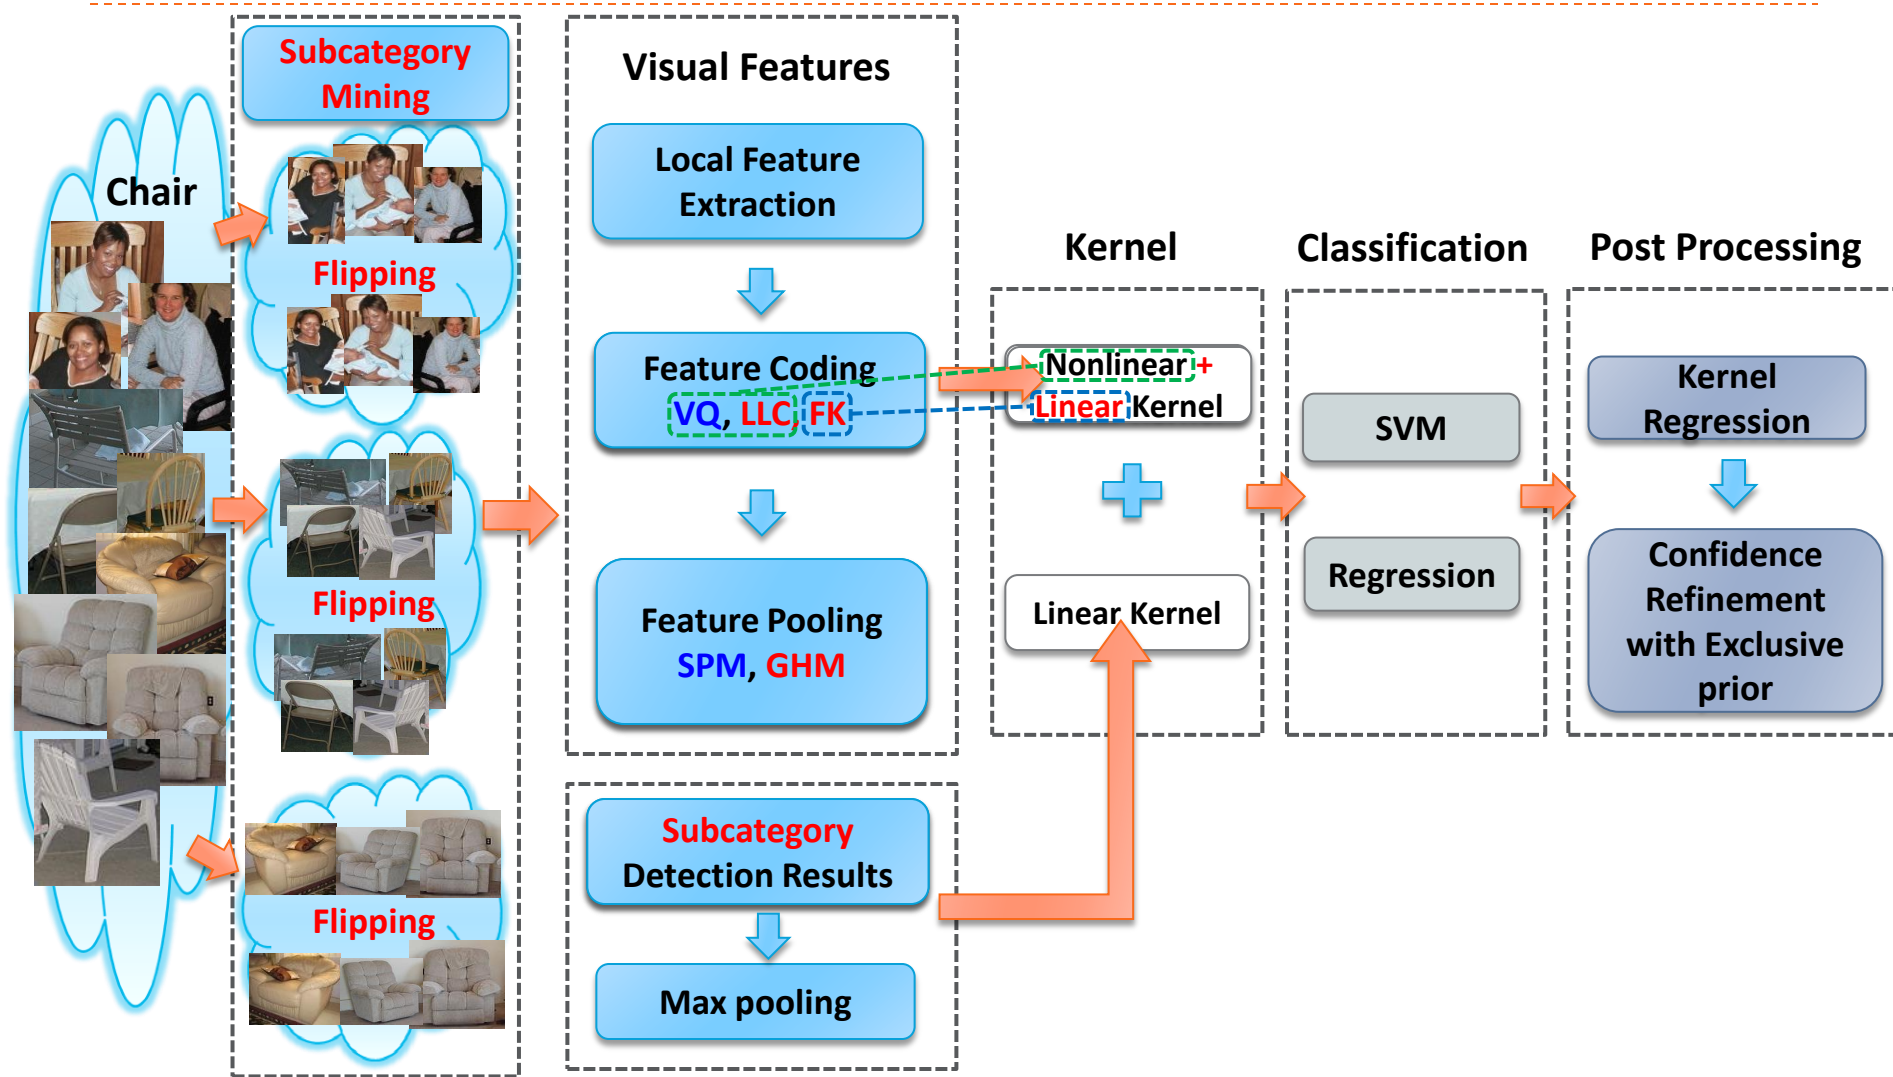 Subcategory
Mining
Chair
Flipping
Flipping
Flipping
Visual Features
Local Feature
Extraction
Feature Coding
VQ, LLC, FK
Feature Pooling
SPM, GHM
Subcategory
Detection Results
Max pooling
Kernel
Nonlinear +
Linear Kernel
Linear Kernel
Classification
SVM
Regression
Post Processing
Kernel
Regression
Confidence
Refinement
with Exclusive
prior